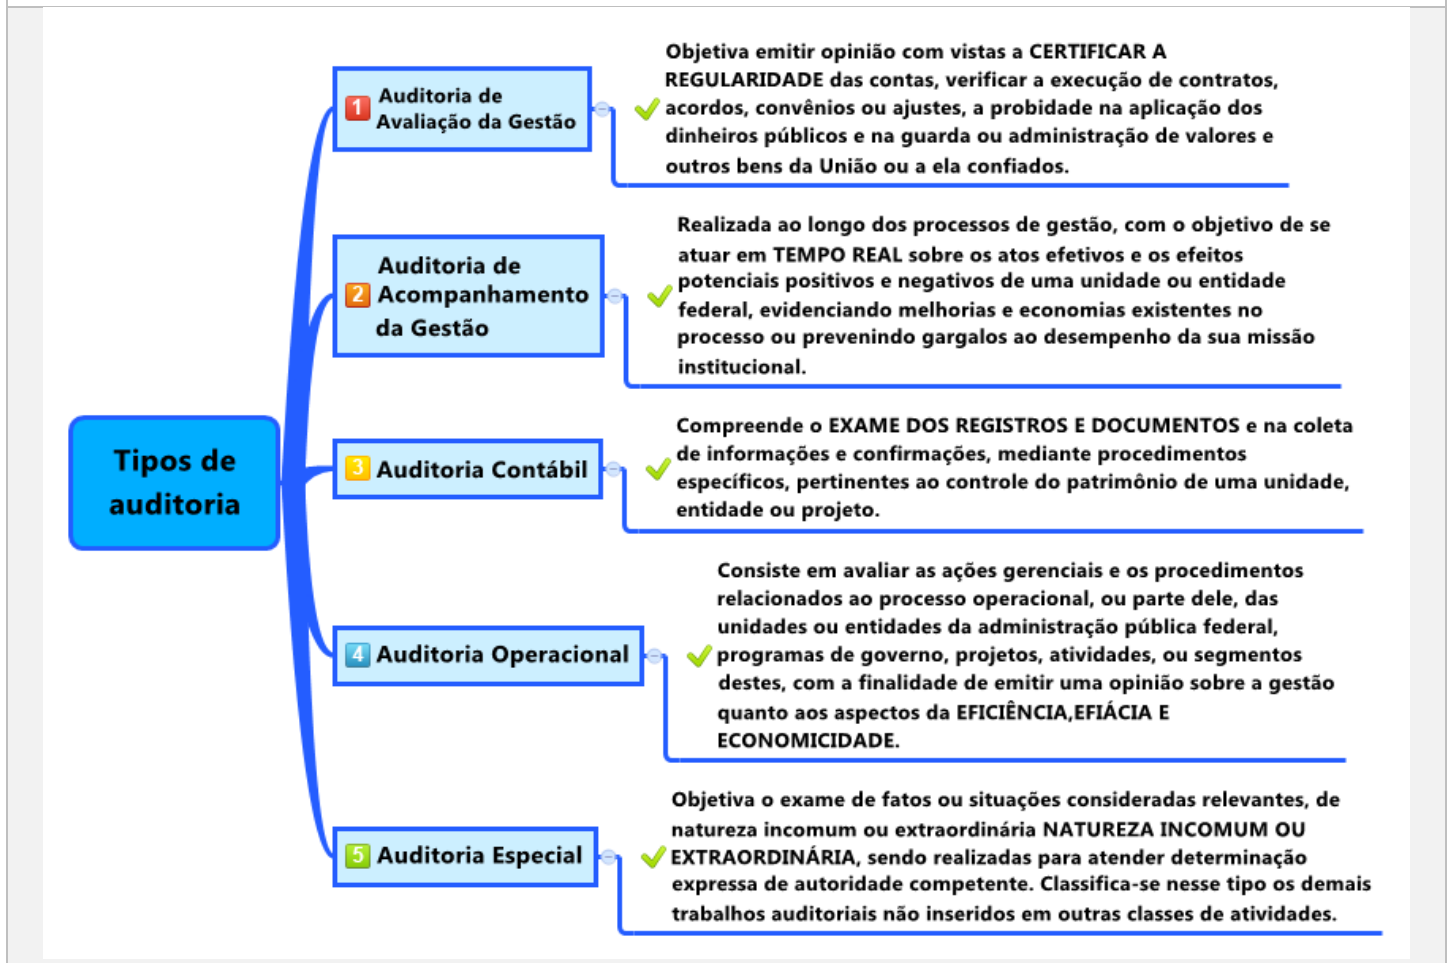 Tipos de
auditoria
1
Auditoria de
Avaliação da Gestão
Objetiva emitir opinião com vistas a CERTIFICAR A
REGULARIDADE das contas, verificar a execução de contratos,
acordos, convênios ou ajustes, a probidade na aplicação dos
dinheiros públicos e na guarda ou administração de valores e
outros bens da União ou a ela confiados.
2
Auditoria de
Acompanhamento
da Gestão
Realizada ao longo dos processos de gestão, com o objetivo de se
atuar em TEMPO REAL sobre os atos efetivos e os efeitos
potenciais positivos e negativos de uma unidade ou entidade
federal, evidenciando melhorias e economias existentes no
processo ou prevenindo gargalos ao desempenho da sua missão
institucional.
3
Auditoria Contábil
Compreende o EXAME DOS REGISTROS E DOCUMENTOS e na coleta
de informações e confirmações, mediante procedimentos
específicos, pertinentes ao controle do patrimônio de uma unidade,
entidade ou projeto.
4
Auditoria Operacional
Consiste em avaliar as ações gerenciais e os procedimentos
relacionados ao processo operacional, ou parte dele, das
unidades ou entidades da administração pública federal,
programas de governo, projetos, atividades, ou segmentos
destes, com a finalidade de emitir uma opinião sobre a gestão
quanto aos aspectos da EFICIÊNCIA,EFIÁCIA E
ECONOMICIDADE.
5
Auditoria Especial
Objetiva o exame de fatos ou situações consideradas relevantes, de
natureza incomum ou extraordinária NATUREZA INCOMUM OU
EXTRAORDINÁRIA, sendo realizadas para atender determinação
expressa de autoridade competente. Classifica-se nesse tipo os demais
trabalhos auditoriais não inseridos em outras classes de atividades.